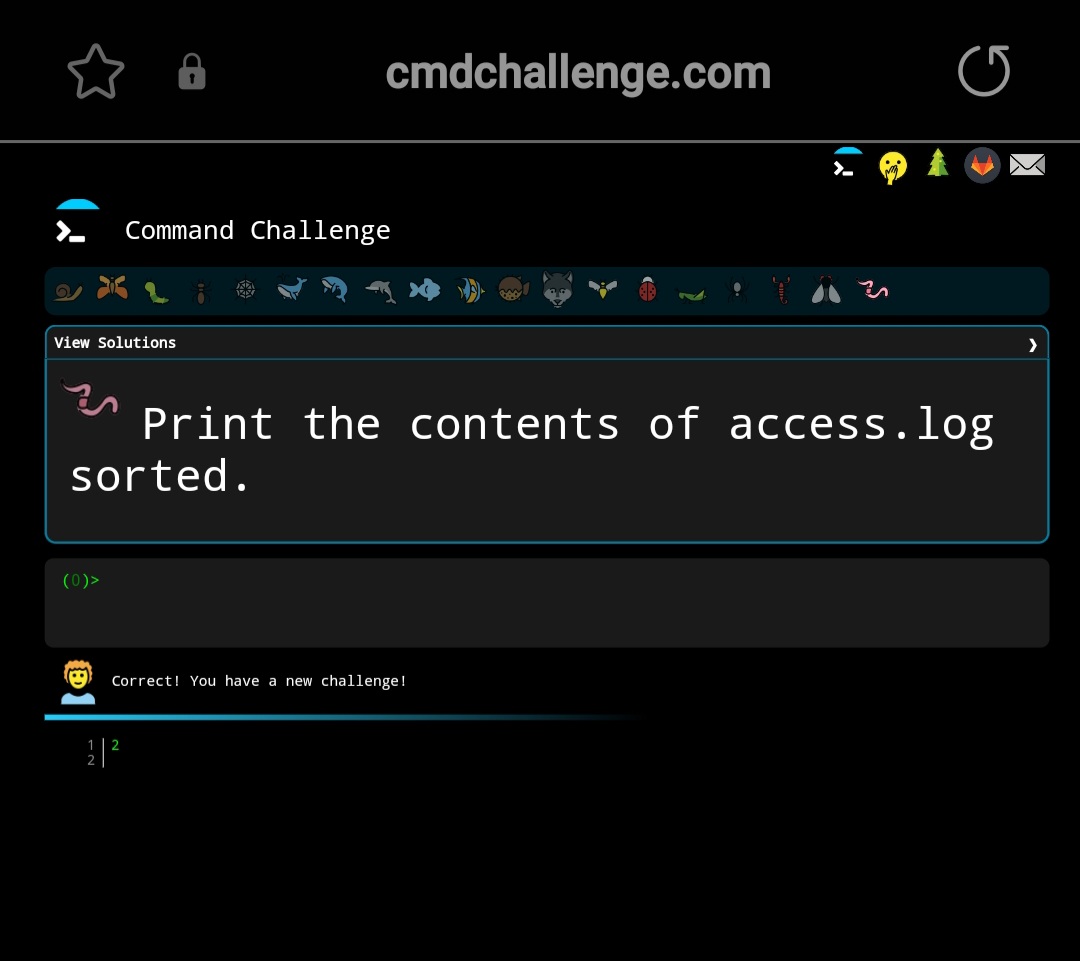 cmdchallenge.com
Command Challenge
View Solutions ❯
Print the contents of access.log
sorted.
(0)>
Correct! You have a new challenge!
1 2
2